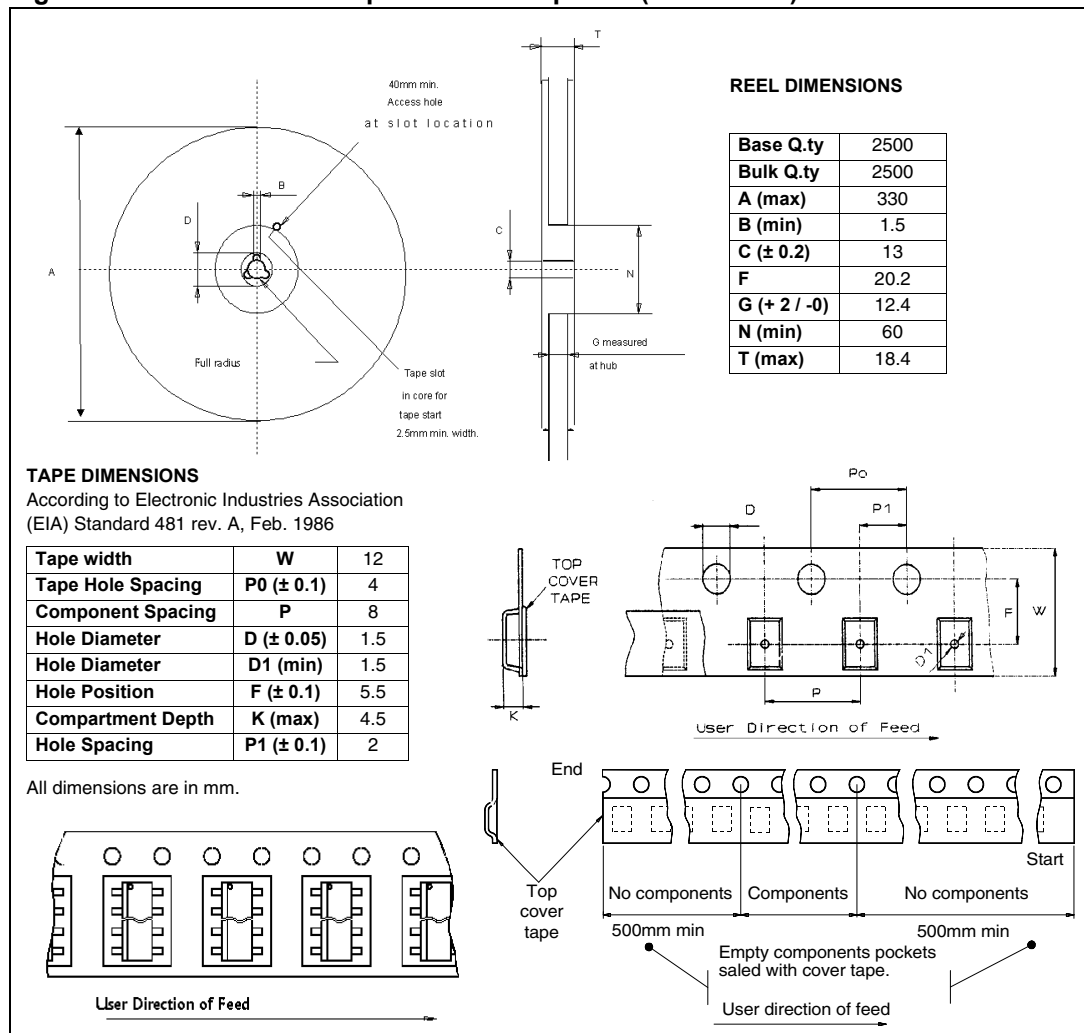 T
40mm min.
Access hole
at slot location
B
D
C
A
N
Full radius
G measured
at hub
Tape slot
in core for
tape start
2.5mm min. width.
REEL DIMENSIONS
Base Q.ty 2500
Bulk Q.ty 2500
A (max) 330
B (min) 1.5
C (± 0.2) 13
F 20.2
G (+ 2 / -0) 12.4
N (min) 60
T (max) 18.4
TAPE DIMENSIONS
According to Electronic Industries Association
(EIA) Standard 481 rev. A, Feb. 1986
Tape width W 12
Tape Hole Spacing P0 (± 0.1) 4
Component Spacing P 8
Hole Diameter D (± 0.05) 1.5
Hole Diameter D1 (min) 1.5
Hole Position F (± 0.1) 5.5
Compartment Depth K (max) 4.5
Hole Spacing P1 (± 0.1) 2
All dimensions are in mm.
Po
D
P1
TOP
COVER
TAPE
F
W
D1
K
P
User Direction of Feed
End
Start
Top
cover
tape
No components
Components
No components
500mm min
500mm min
Empty components pockets
saled with cover tape.
User direction of feed
User Direction of Feed